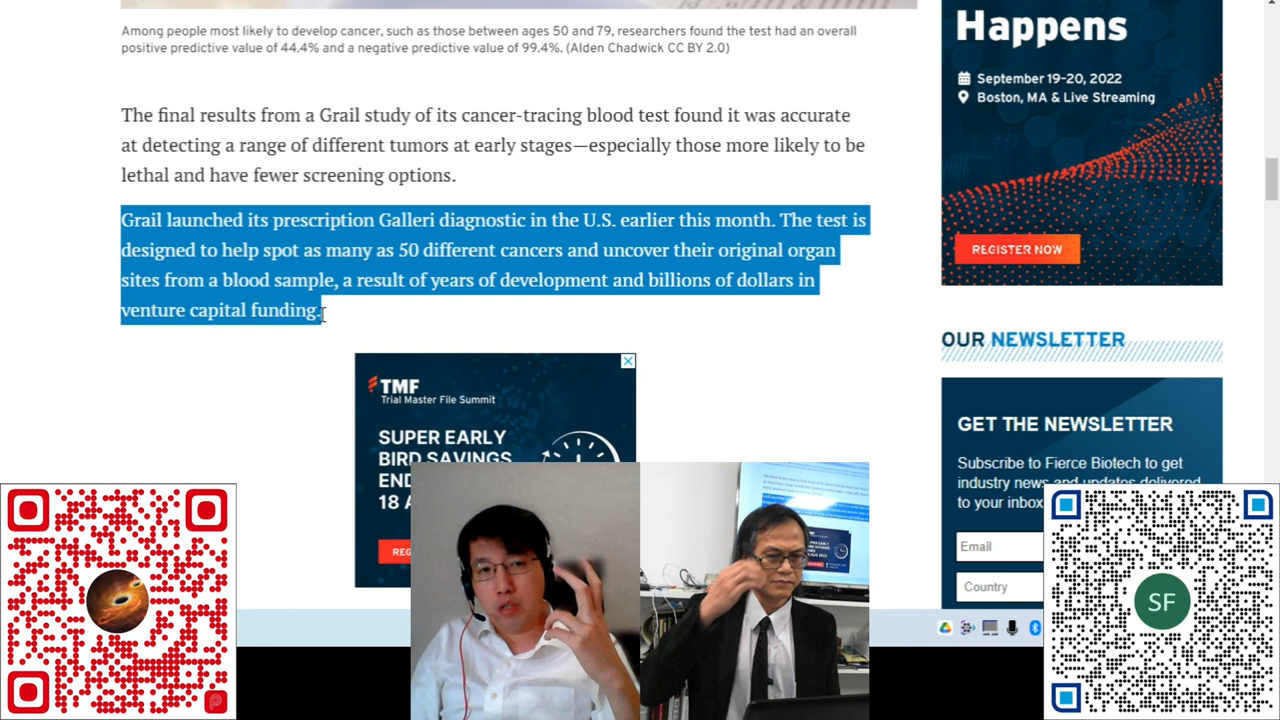 Among people most likely to develop cancer, such as those between ages 50 and 79, researchers found the test had an overall
positive predictive value of 44.4% and a negative predictive value of 99.4%. (Alden Chadwick CC BY 2.0)
The final results from a Grail study of its cancer-tracing blood test found it was accurate
at detecting a range of different tumors at early stages—especially those more likely to be
lethal and have fewer screening options.
Grail launched its prescription Galleri diagnostic in the U.S. earlier this month. The test is
designed to help spot as many as 50 different cancers and uncover their original organ
sites from a blood sample, a result of years of development and billions of dollars in
venture capital funding.
TMF
Trial Master File Summit
SUPER EARLY
BIRD SAVINGS
18
Happens
September 19-20, 2022
Boston, MA & Live Streaming
REGISTER NOW
OUR NEWSLETTER
GET THE NEWSLETTER
Subscribe to Fierce Biotech to get
industry news and updates delivered
to your inbox
Email
Country
SF